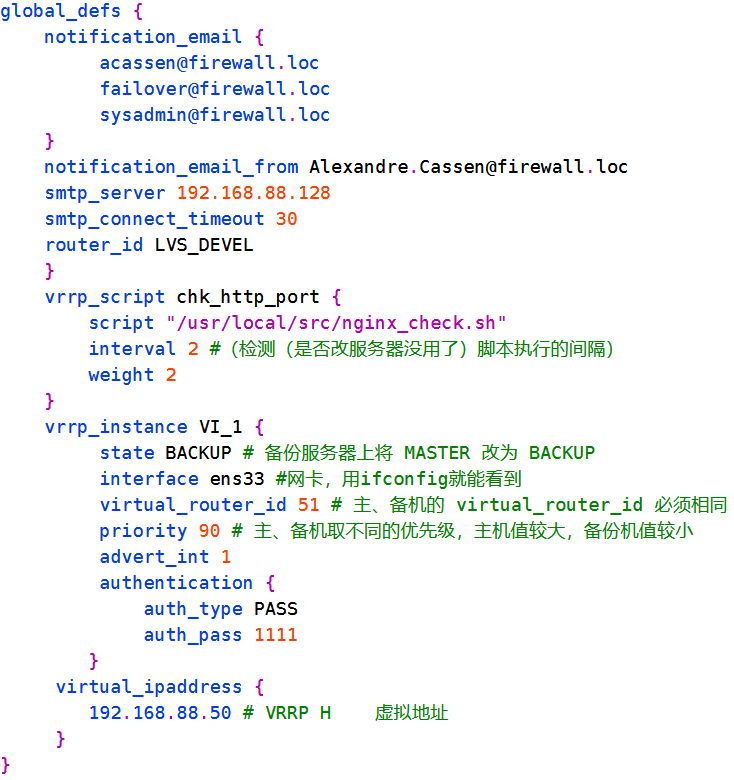 global_defs {
    notification_email {
         acassen@firewall.loc
         failover@firewall.loc
         sysadmin@firewall.loc
    }
    notification_email_from Alexandre.Cassen@firewall.loc
    smtp_server 192.168.88.128
    smtp_connect_timeout 30
    router_id LVS_DEVEL
    }
    vrrp_script chk_http_port {
        script "/usr/local/src/nginx_check.sh"
        interval 2 #（检测（是否改服务器没用了）脚本执行的间隔）
        weight 2
    }
    vrrp_instance VI_1 {
         state BACKUP # 备份服务器上将 MASTER 改为 BACKUP
         interface ens33 #网卡，用ifconfig就能看到
         virtual_router_id 51 # 主、备机的 virtual_router_id 必须相同
         priority 90 # 主、备机取不同的优先级，主机值较大，备份机值较小
         advert_int 1
         authentication {
             auth_type PASS
             auth_pass 1111
        }
     virtual_ipaddress {
        192.168.88.50 # VRRP H    虚拟地址
     }
}